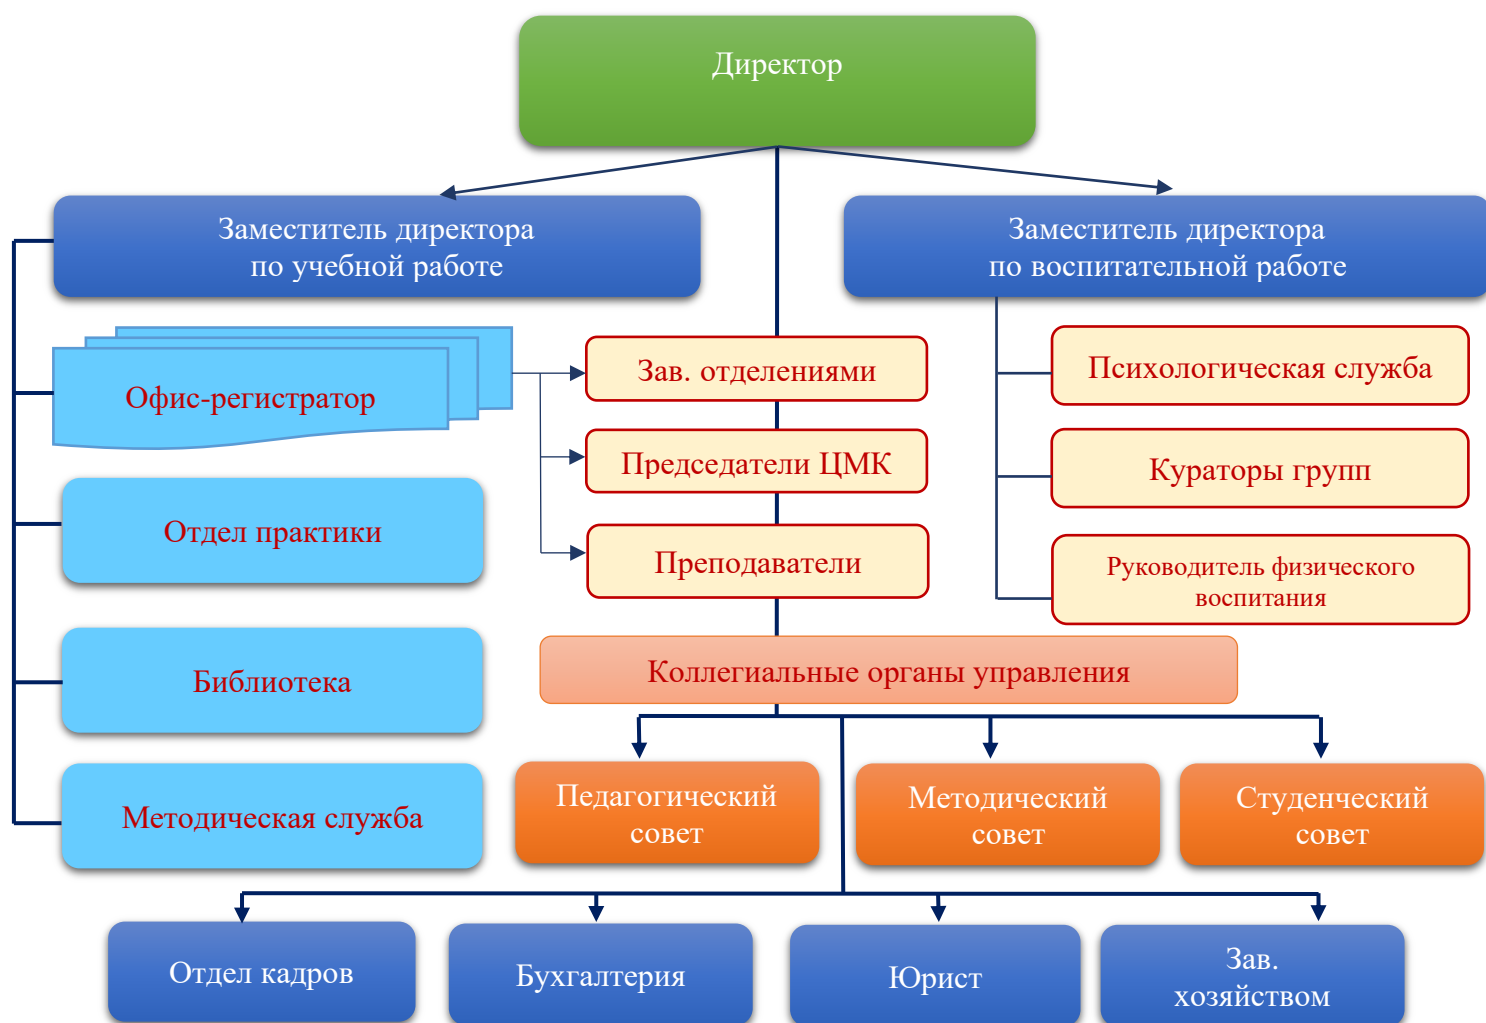 Директор
Заместитель директора
по учебной работе
Заместитель директора
по воспитательной работе
Офис-регистратор
Зав. отделениями
Психологическая служба
Председатели ЦМК
Кураторы групп
Отдел практики
Преподаватели
Руководитель физического
воспитания
Библиотека
Коллегиальные органы управления
Методическая служба
Педагогический
совет
Методический
совет
Студенческий
совет
Отдел кадров
Бухгалтерия
Юрист
Зав.
хозяйством